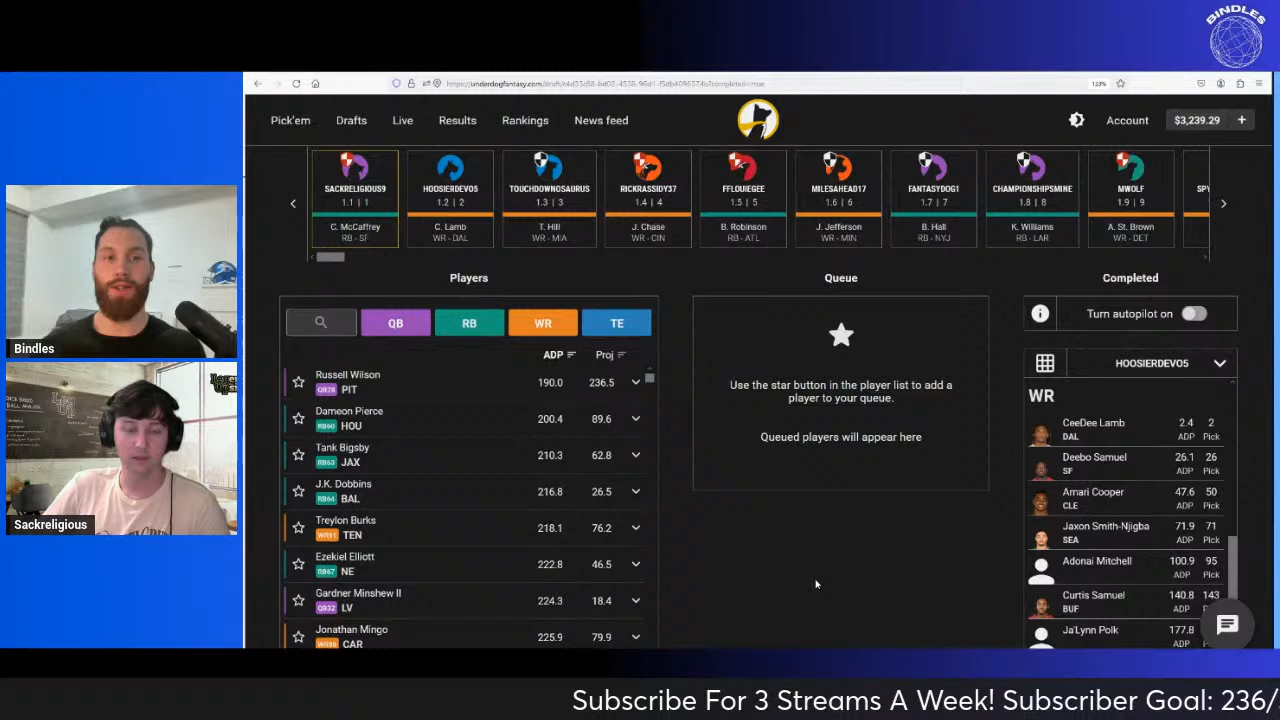 BINDLES
Pick'em
Drafts
Live
Results
Rankings
News feed
Account
$3,239.29
+
133%
SACKRELIGIOUS9
1.1 | 1
C. McCaffrey
RB - SF
HOOSIERDEVO5
1.2 | 2
C. Lamb
WR - DAL
TOUCHDOWNOSAURUS
1.3 | 3
T. Hill
WR - MIA
RICKRASSIDY37
1.4 | 4
J. Chase
WR - CIN
FFLOUIEGEE
1.5 | 5
B. Robinson
RB - ATL
MILESAHEAD17
1.6 | 6
J. Jefferson
WR - MIN
FANTASYDOG1
1.7 | 7
B. Hall
RB - NYJ
CHAMPIONSHIPSMINE
1.8 | 8
K. Williams
RB - LAR
MWOLF
1.9 | 9
A. St. Brown
WR - DET
Players
QB
RB
WR
TE
ADP
Proj
Russell Wilson
QB28 PIT
190.0
236.5
Dameon Pierce
RB60 HOU
200.4
89.6
Tank Bigsby
RB63 JAX
210.3
62.8
J.K. Dobbins
RB64 BAL
216.8
26.5
Treylon Burks
WR91 TEN
218.1
76.2
Ezekiel Elliott
RB67 NE
222.8
46.5
Gardner Minshew II
QB32 LV
224.3
18.4
Jonathan Mingo
WR96 CAR
225.9
79.9
Queue
Use the star button in the player list to add a
player to your queue.
Queued players will appear here
Completed
Turn autopilot on
HOOSIERDEVO5
WR
CeeDee Lamb
DAL
2.4
ADP
2
Pick
Deebo Samuel
SF
26.1
ADP
26
Pick
Amari Cooper
CLE
47.6
ADP
50
Pick
Jaxon Smith-Njigba
SEA
71.9
ADP
71
Pick
Adonai Mitchell
100.9
ADP
95
Pick
Curtis Samuel
BUF
140.8
ADP
143
Pick
Ja'Lynn Polk
177.8
Bindles
Sackreligious
Subscribe For 3 Streams A Week! Subscriber Goal: 236/